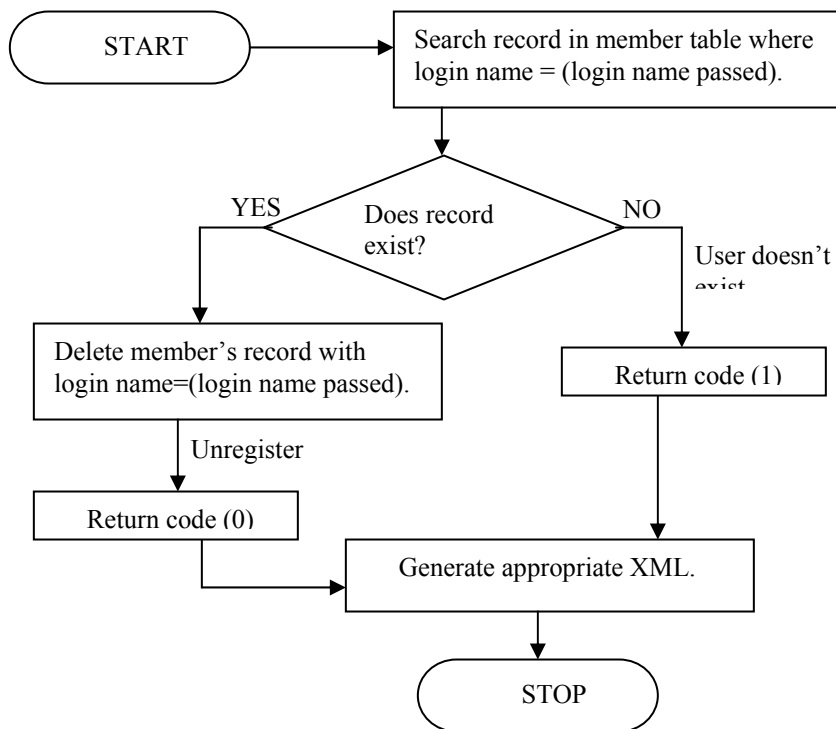 START
Search record in member table where
login name = (login name passed).
Does record
exist?
YES
NO
User doesn't
exist
Delete member's record with
login name=(login name passed).
Return code (1)
Unregister
Return code (0)
Generate appropriate XML.
STOP